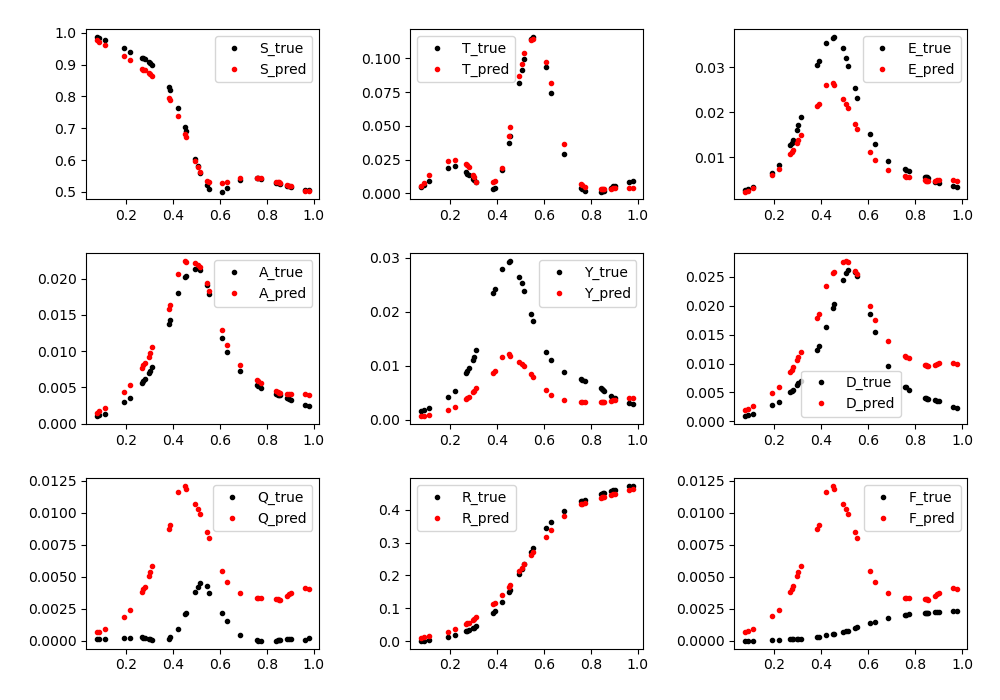 1.0
0.9
0.8
0.7
0.6
0.5
S_true
S_pred
0.2 0.4 0.6 0.8 1.0
0.100
0.075
0.050
0.025
0.000
T_true
T_pred
0.2 0.4 0.6 0.8 1.0
0.03
0.02
0.01
E_true
E_pred
0.2 0.4 0.6 0.8 1.0
0.020
0.015
0.010
0.005
0.000
A_true
A_pred
0.2 0.4 0.6 0.8 1.0
0.03
0.02
0.01
0.00
Y_true
Y_pred
0.2 0.4 0.6 0.8 1.0
0.025
0.020
0.015
0.010
0.005
0.000
D_true
D_pred
0.2 0.4 0.6 0.8 1.0
0.0125
0.0100
0.0075
0.0050
0.0025
0.0000
Q_true
Q_pred
0.2 0.4 0.6 0.8 1.0
0.4
0.3
0.2
0.1
0.0
R_true
R_pred
0.2 0.4 0.6 0.8 1.0
0.0125
0.0100
0.0075
0.0050
0.0025
0.0000
F_true
F_pred
0.2 0.4 0.6 0.8 1.0